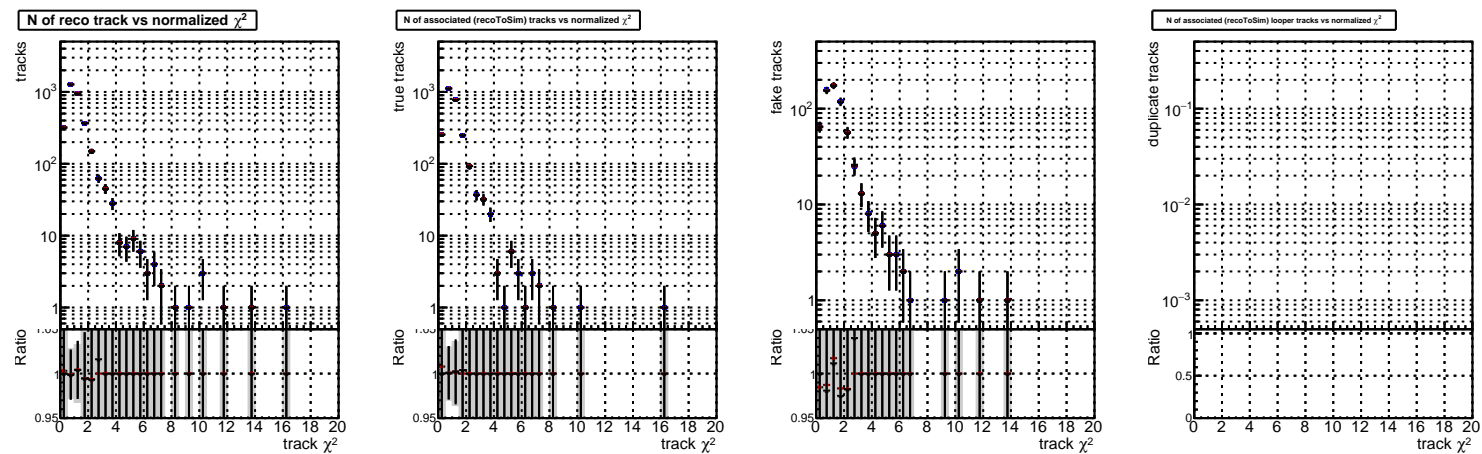 N of reco track vs normalized χ²
tracks
10³
10²
10
1
Ratio
1.05
1
0.95
0 2 4 6 8 10 12 14 16 18 20
track χ²
N of associated (recoToSim) tracks vs normalized χ²
true tracks
10³
10²
10
1
Ratio
1.05
1
0.95
0 2 4 6 8 10 12 14 16 18 20
track χ²
fake tracks
10²
10
1
Ratio
1.05
1
0.95
0 2 4 6 8 10 12 14 16 18 20
track χ²
N of associated (recoToSim) looper tracks vs normalized χ²
duplicate tracks
10⁻¹
10⁻²
10⁻³
Ratio
1
0.5
0
0 2 4 6 8 10 12 14 16 18 20
track χ²